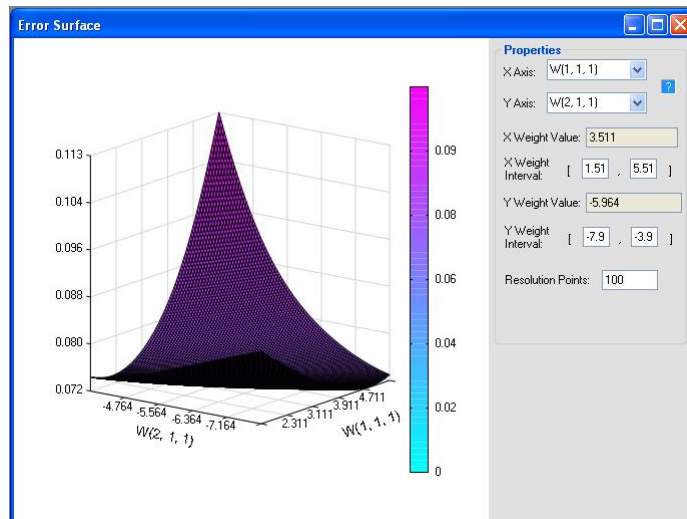 Error Surface
Properties
X Axis: W(1, 1, 1)
?
Y Axis: W(2, 1, 1)
X Weight Value: 3.511
X Weight Interval: [ 1.51 , 5.51 ]
Y Weight Value: -5.964
Y Weight Interval: [ -7.9 , -3.9 ]
Resolution Points: 100
0.113
0.104
0.096
0.088
0.080
0.072
-4.764
-5.564
-6.364
-7.164
W(2, 1, 1)
2.311
3.111
3.911
4.711
W(1, 1, 1)
0.09
0.08
0.06
0.04
0.02
0